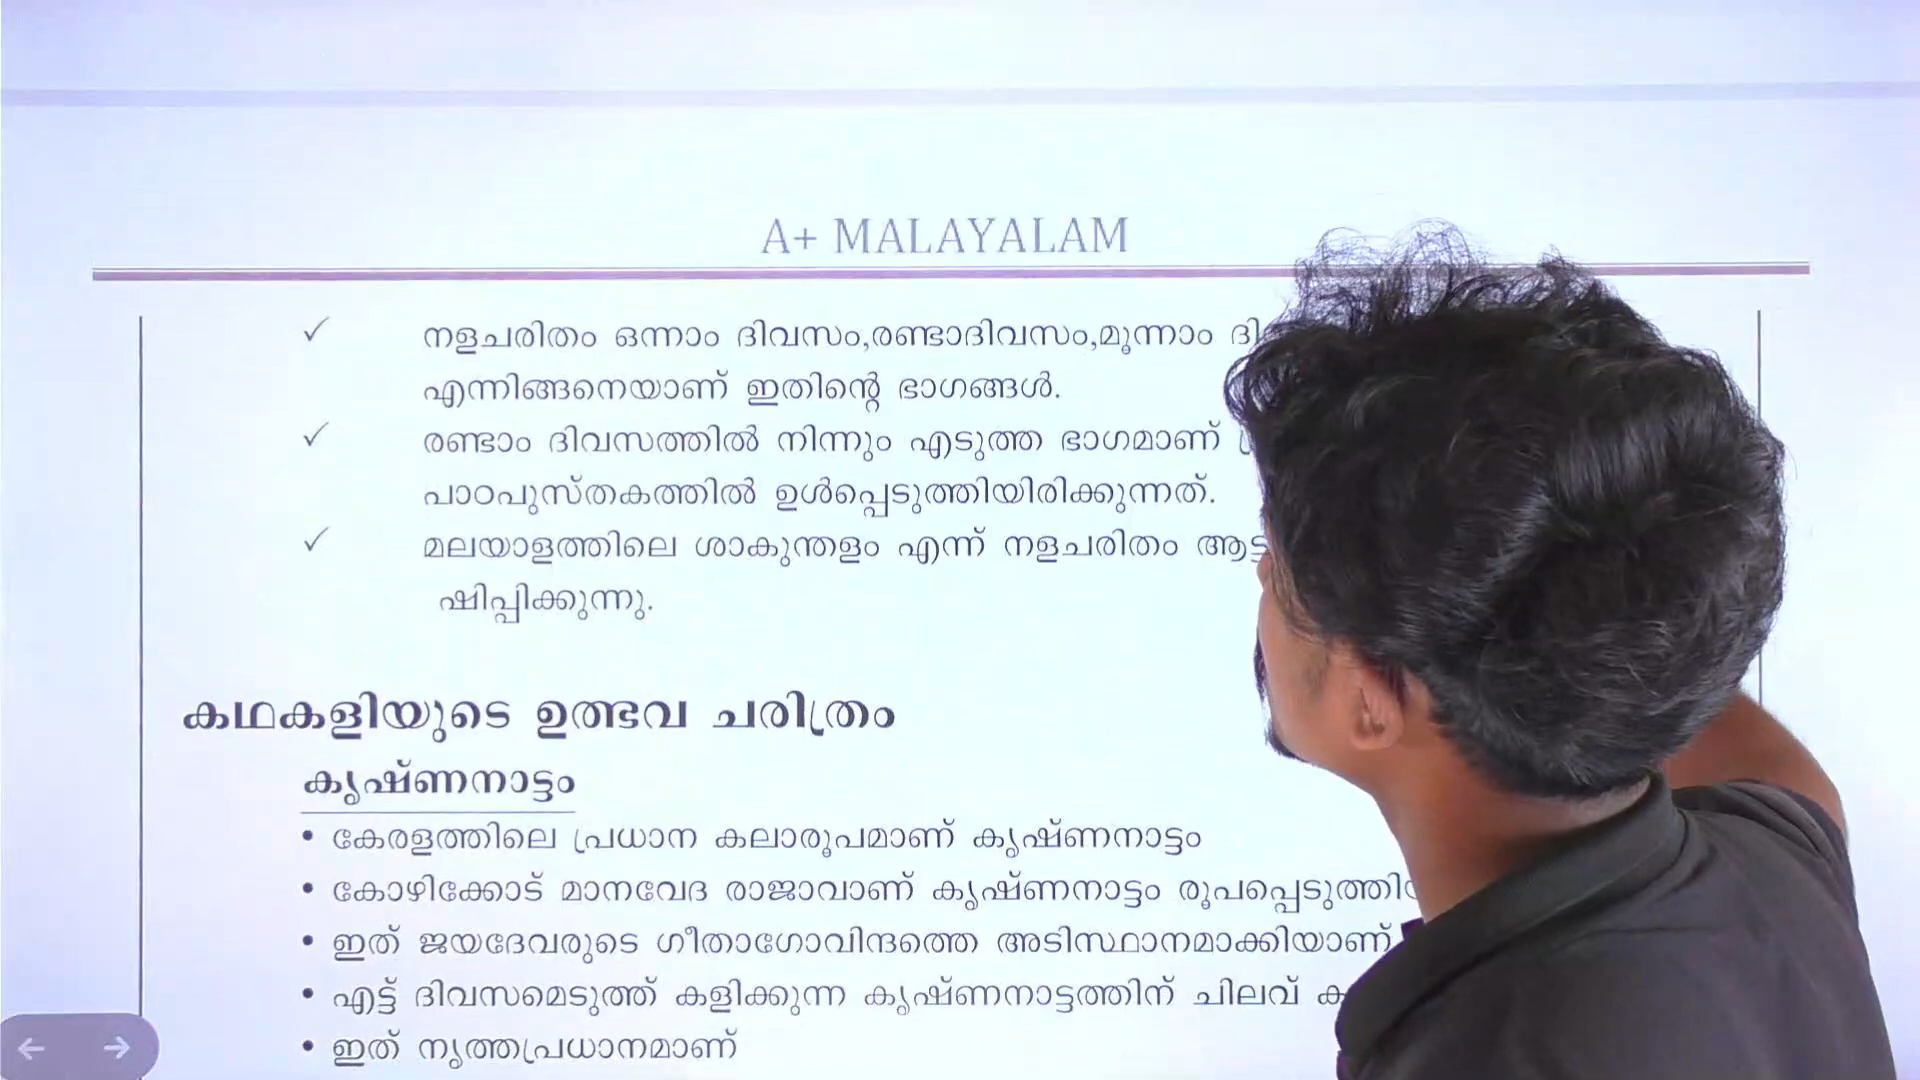 A+ MALAYALAM
✓ നളചരിതം ഒന്നാം ദിവസം,രണ്ടാദിവസം,മൂന്നാം
എന്നിങ്ങനെയാണ് ഇതിന്റെ ഭാഗങ്ങൾ.
✓ രണ്ടാം ദിവസത്തിൽ നിന്നും എടുത്ത ഭാഗമാണ്
പാഠപുസ്തകത്തിൽ ഉൾപ്പെടുത്തിയിരിക്കുന്നത്.
✓ മലയാളത്തിലെ ശാകുന്തളം എന്ന് നളചരിതം
ഷിപ്പിക്കുന്നു.
കഥകളിയുടെ ഉത്ഭവ ചരിത്രം
കൃഷ്ണനാട്ടം
• കേരളത്തിലെ പ്രധാന കലാരൂപമാണ് കൃഷ്ണനാട്ടം
• കോഴിക്കോട് മാനവേദ രാജാവാണ് കൃഷ്ണനാട്ടം
• ഇത് ജയദേവരുടെ ഗീതാഗോവിന്ദത്തെ അടിസ്ഥാനമാക്കിയാണ്
• എട്ട് ദിവസമെടുത്ത് കളിക്കുന്ന കൃഷ്ണനാട്ടത്തിന് ചിലവ്
• ഇത് നൃത്തപ്രധാനമാണ്